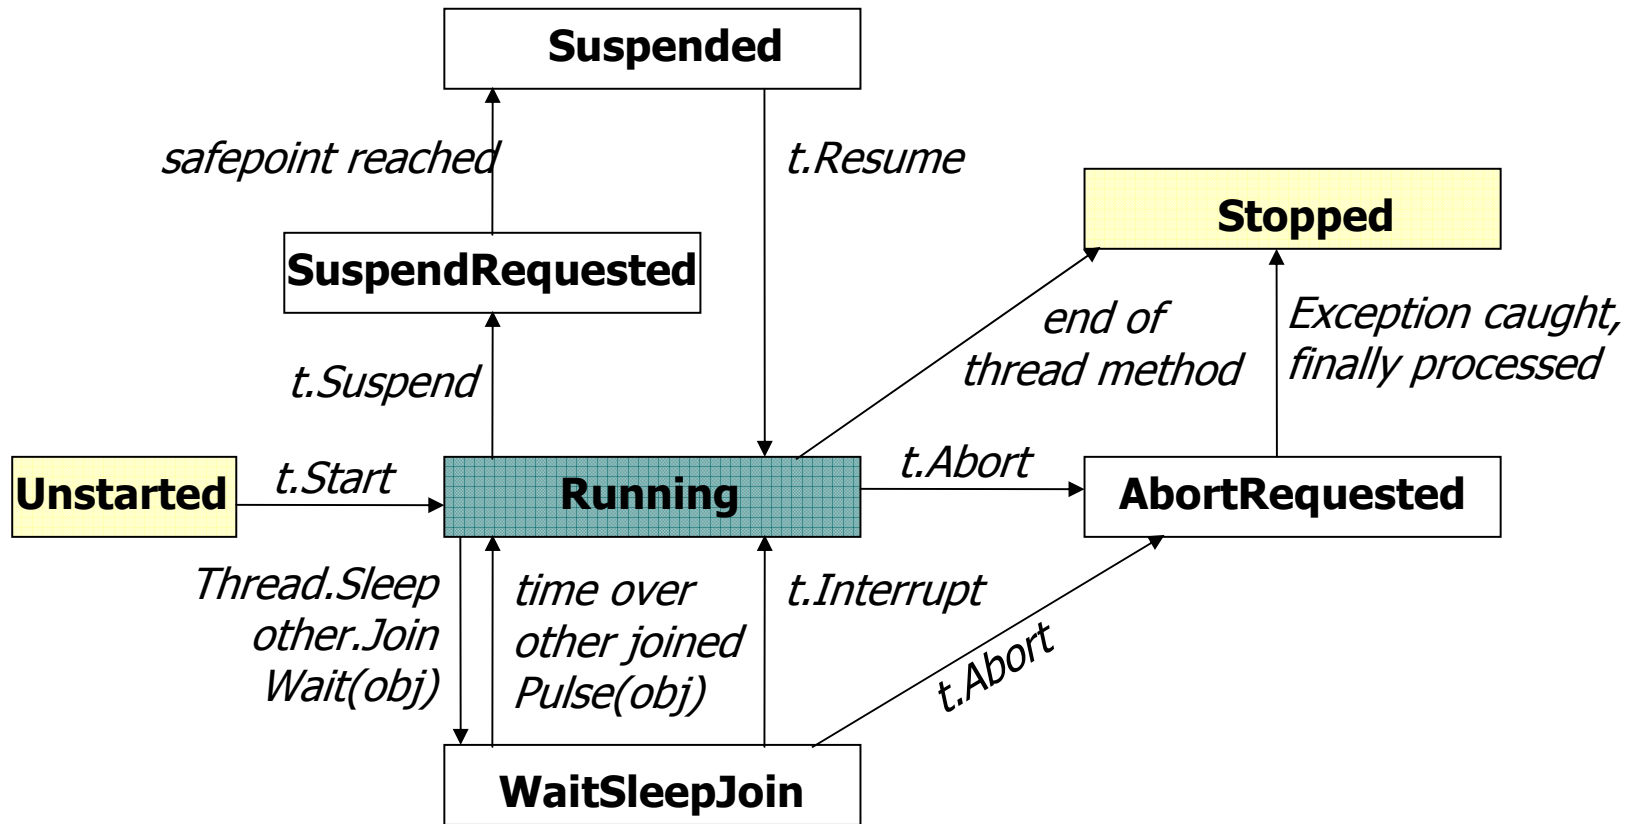 Suspended
safepoint reached
t.Resume
Stopped
SuspendRequested
end of
thread method
Exception caught,
finally processed
t.Suspend
Unstarted
t.Start
Running
t.Abort
AbortRequested
Thread.Sleep
other.Join
Wait(obj)
time over
other joined
Pulse(obj)
t.Interrupt
t.Abort
WaitSleepJoin